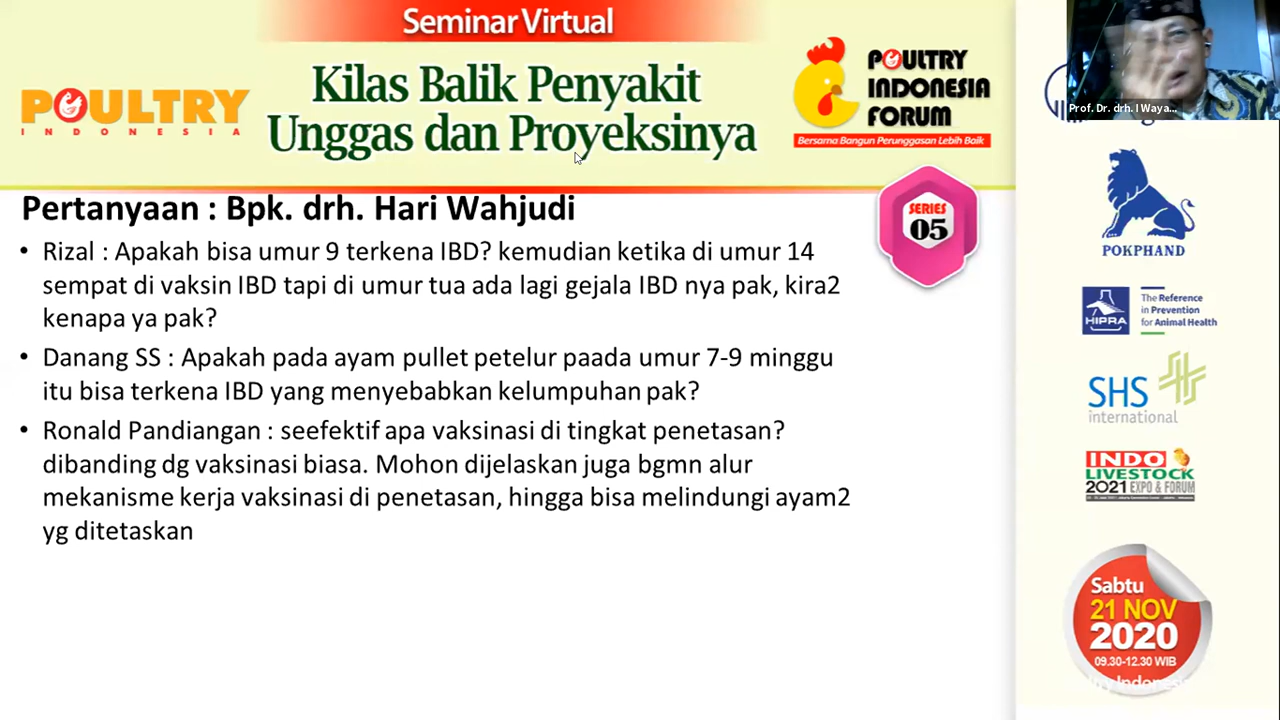 Seminar Virtual
POULTRY
INDONESIA
Kilas Balik Penyakit
Unggas dan Proyeksinya
POULTRY
INDONESIA
FORUM
Bersama Bangun Perunggasan Lebih Baik
Prof. Dr. drh. I Waya...
SERIES
05
Pertanyaan : Bpk. drh. Hari Wahjudi
• Rizal : Apakah bisa umur 9 terkena IBD? kemudian ketika di umur 14
sempat di vaksin IBD tapi di umur tua ada lagi gejala IBD nya pak, kira2
kenapa ya pak?
• Danang SS : Apakah pada ayam pullet petelur paada umur 7-9 minggu
itu bisa terkena IBD yang menyebabkan kelumpuhan pak?
• Ronald Pandiangan : seefektif apa vaksinasi di tingkat penetasan?
dibanding dg vaksinasi biasa. Mohon dijelaskan juga bgmn alur
mekanisme kerja vaksinasi di penetasan, hingga bisa melindungi ayam2
yg ditetaskan
POKPHAND
HIPRA
The Reference
in Prevention
for Animal Health
SHS
international
INDO
LIVESTOCK
2021 EXPO & FORUM
Sabtu
21 NOV
2020
09.30-12.30 WIB